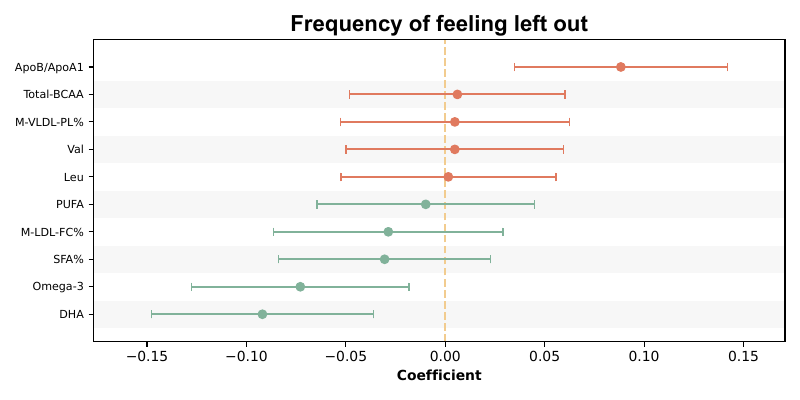 Frequency of feeling left out
ApoB/ApoA1
Total-BCAA
M-VLDL-PL%
Val
Leu
PUFA
M-LDL-FC%
SFA%
Omega-3
DHA
−0.15 −0.10 −0.05 0.00 0.05 0.10 0.15
Coefficient